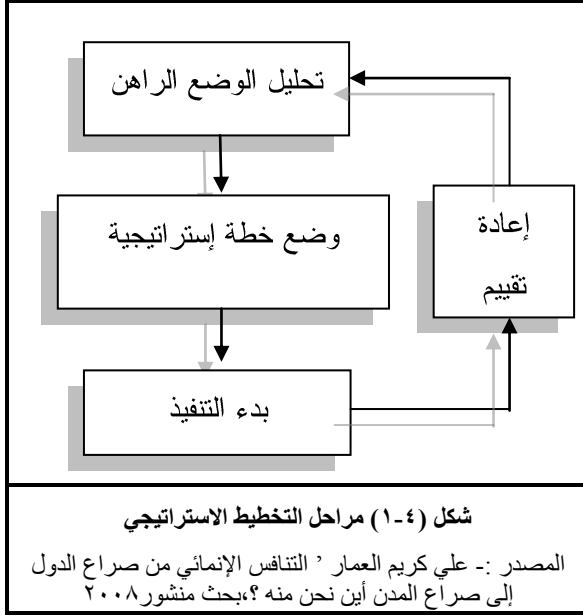 تحليل الوضع الراهن
وضع خطة إستراتيجية
إعادة
تقييم
بدء التنفيذ
شكل (٤-١) مراحل التخطيط الاستراتيجي
المصدر :- علي كريم العمار ’ التنافس الإنمائي من صراع الدول
إلى صراع المدن أين نحن منه ؟،بحث منشور٢٠٠٨